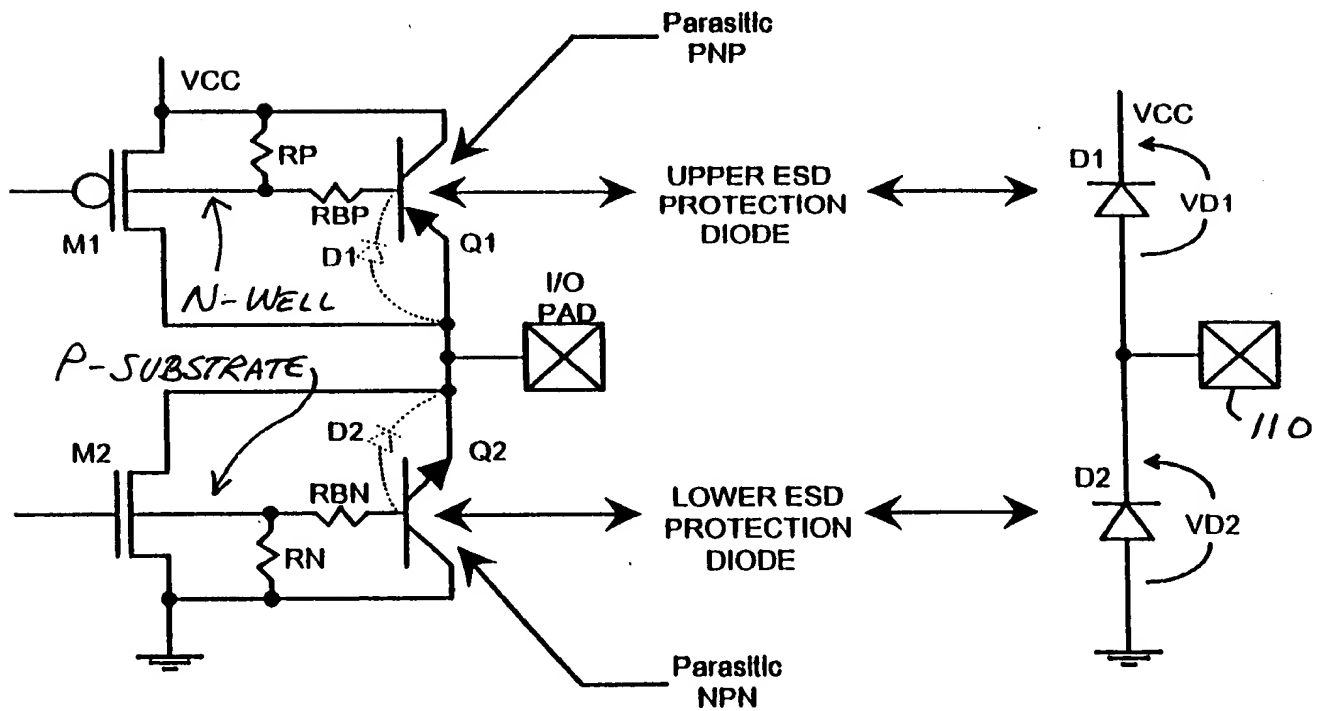 Parasitic
PNP
VCC
RP
RBP
M1
D1
Q1
N-WELL
UPPER ESD
PROTECTION
DIODE
VCC
D1
VD1
I/O
PAD
P-SUBSTRATE
110
D2
Q2
M2
RBN
RN
LOWER ESD
PROTECTION
DIODE
D2
VD2
Parasitic
NPN